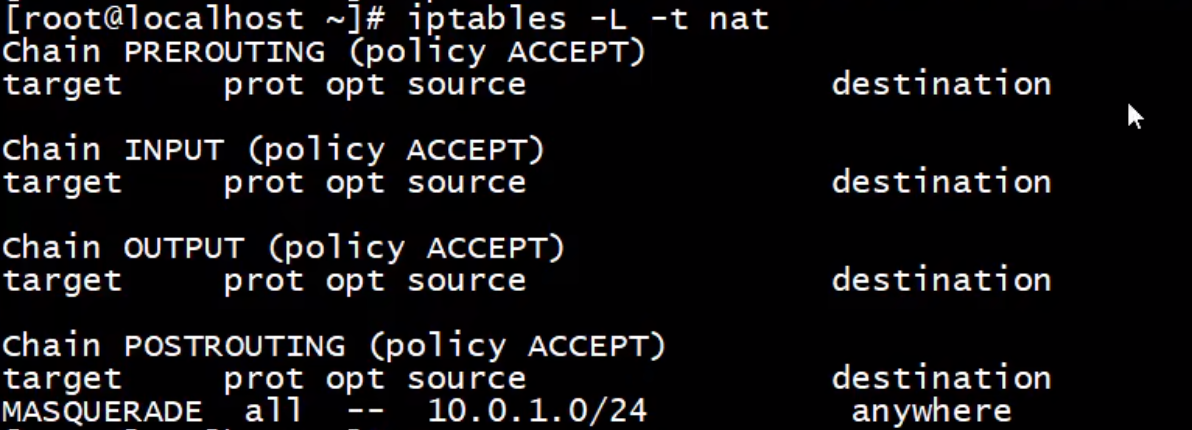 [root@localhost ~]# iptables -L -t nat
Chain PREROUTING (policy ACCEPT)
target     prot opt source               destination

Chain INPUT (policy ACCEPT)
target     prot opt source               destination

Chain OUTPUT (policy ACCEPT)
target     prot opt source               destination

Chain POSTROUTING (policy ACCEPT)
target     prot opt source               destination
MASQUERADE  all  --  10.0.1.0/24          anywhere